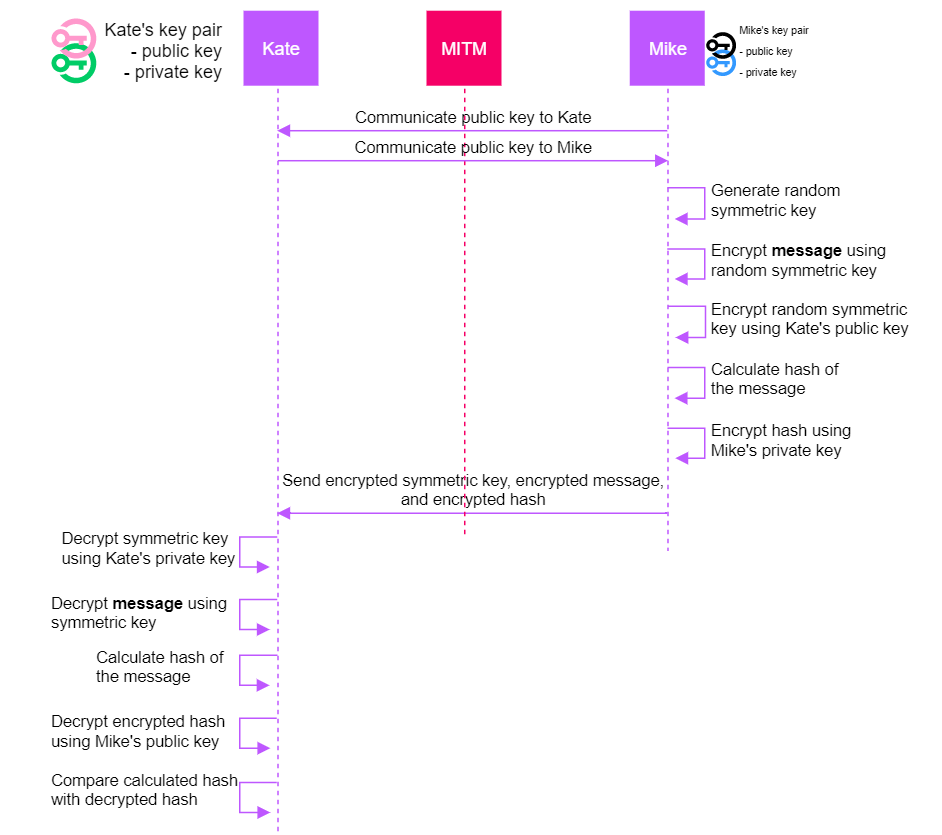 Kate's key pair
- public key
- private key
Kate
MITM
Mike
Mike's key pair
- public key
- private key
Communicate public key to Kate
Communicate public key to Mike
Generate random
symmetric key
Encrypt message using
random symmetric key
Encrypt random symmetric
key using Kate's public key
Calculate hash of
the message
Encrypt hash using
Mike's private key
Send encrypted symmetric key, encrypted message,
and encrypted hash
Decrypt symmetric key
using Kate's private key
Decrypt message using
symmetric key
Calculate hash of
the message
Decrypt encrypted hash
using Mike's public key
Compare calculated hash
with decrypted hash